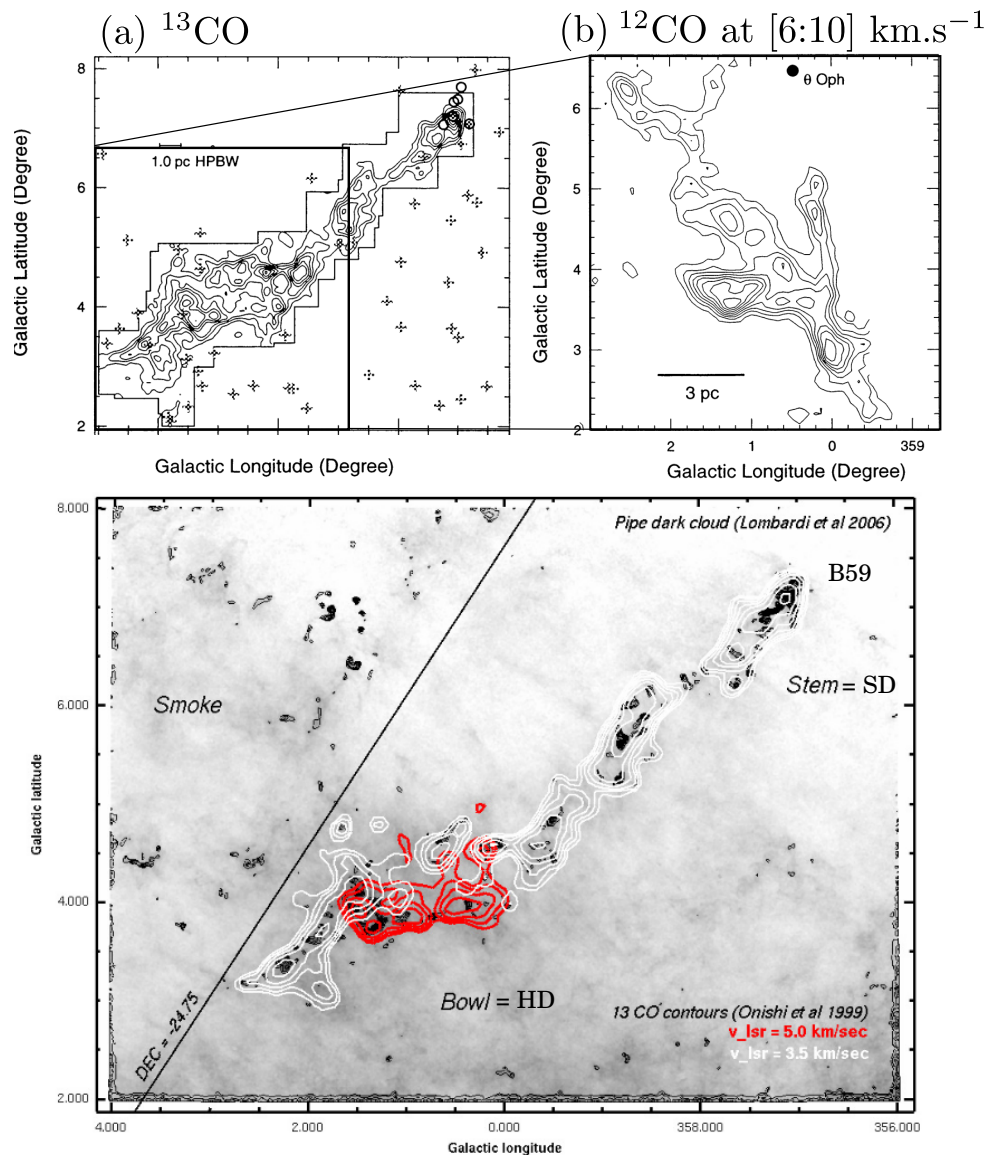 (a) ¹³CO
(b) ¹²CO at [6:10] km.s⁻¹
8
6
4
2
Galactic Latitude (Degree)
1.0 pc HPBW
Galactic Longitude (Degree)
6
5
4
3
2
Galactic Latitude (Degree)
θ Oph
3 pc
2
1
0
359
Galactic Longitude (Degree)
8.000
6.000
4.000
2.000
Galactic latitude
Pipe dark cloud (Lombardi et al 2006)
B59
Stem = SD
Smoke
Bowl = HD
DEC = -24.75
13 CO contours (Onishi et al 1999)
v_lsr = 5.0 km/sec
v_lsr = 3.5 km/sec
4.000
2.000
0.000
358.000
356.000
Galactic longitude